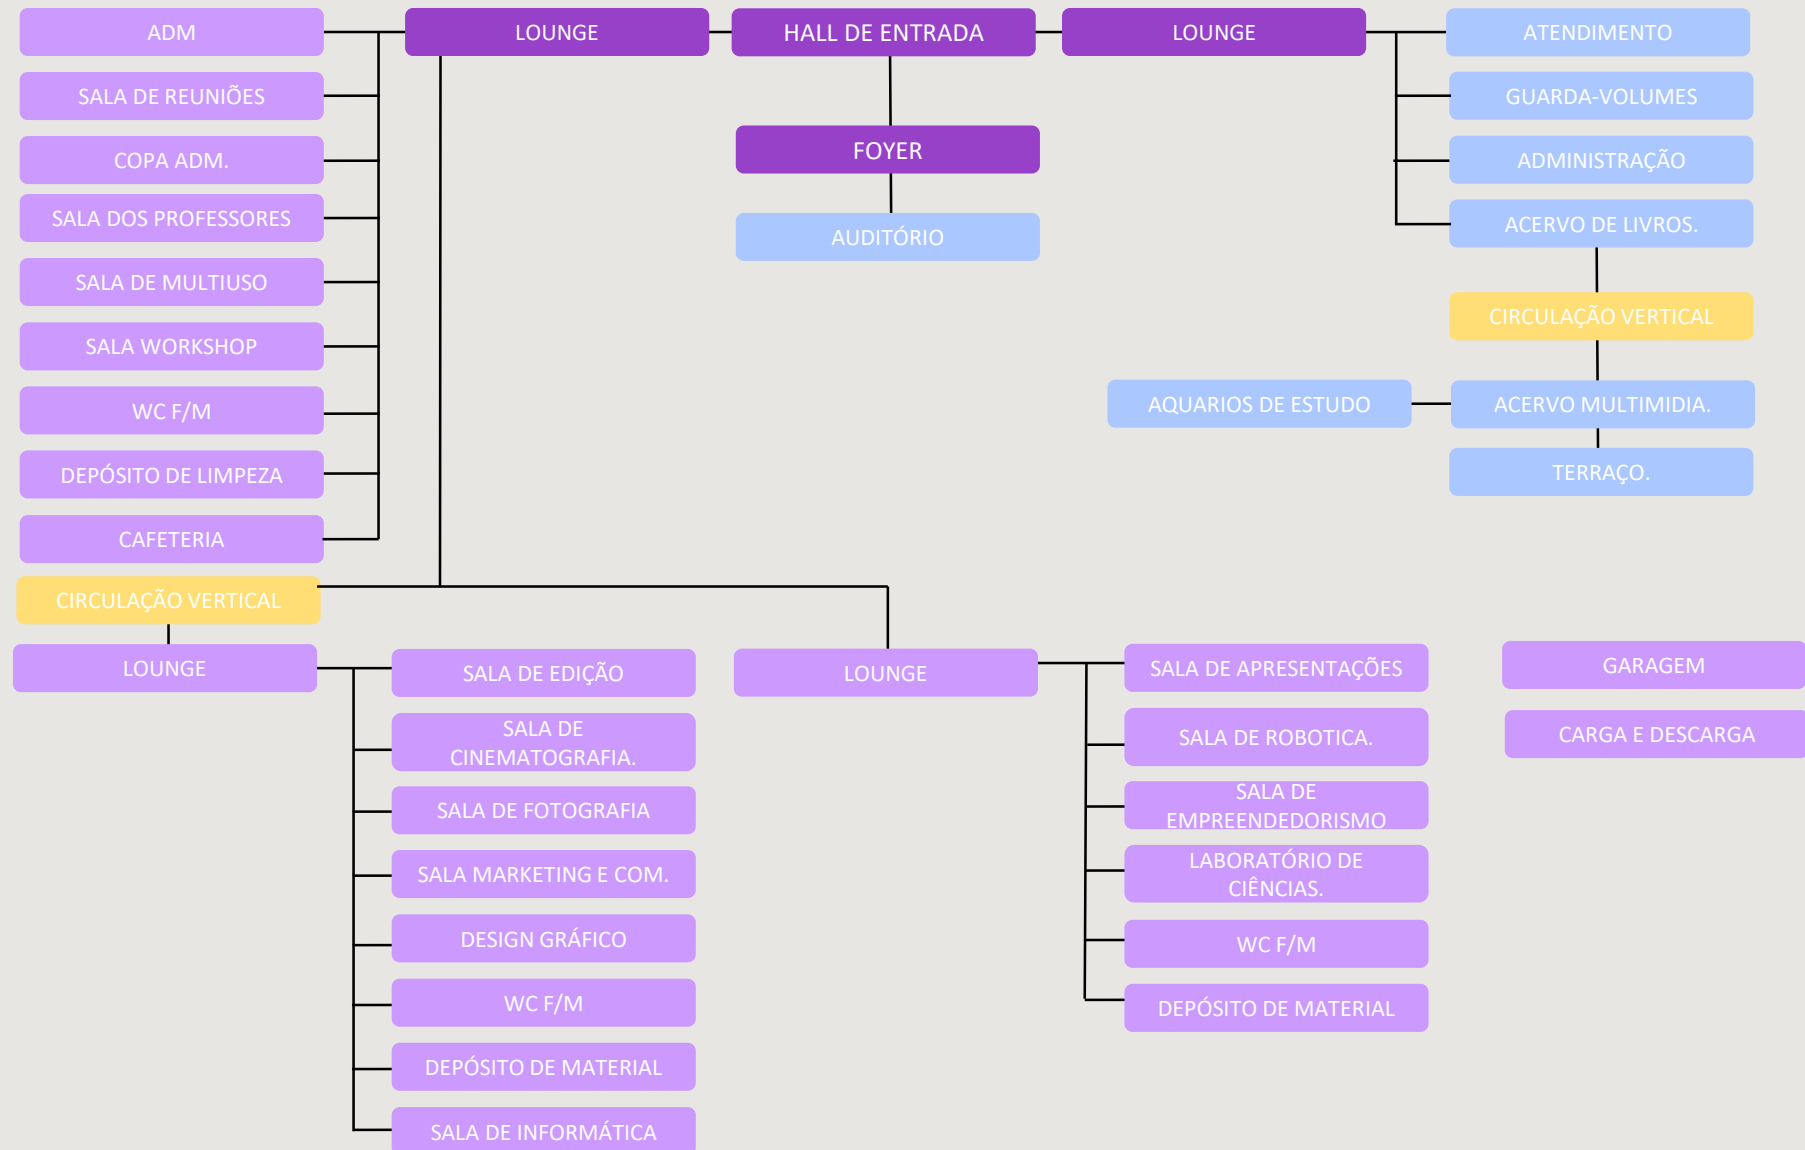 ADM
LOUNGE
HALL DE ENTRADA
LOUNGE
ATENDIMENTO
SALA DE REUNIÕES
GUARDA-VOLUMES
COPA ADM.
FOYER
ADMINISTRAÇÃO
SALA DOS PROFESSORES
AUDITÓRIO
ACERVO DE LIVROS.
SALA DE MULTIUSO
CIRCULAÇÃO VERTICAL
SALA WORKSHOP
WC F/M
AQUARIOS DE ESTUDO
ACERVO MULTIMIDIA.
DEPÓSITO DE LIMPEZA
TERRAÇO.
CAFETERIA
CIRCULAÇÃO VERTICAL
LOUNGE
SALA DE EDIÇÃO
SALA DE
CINEMATOGRAFIA.
SALA DE FOTOGRAFIA
SALA MARKETING E COM.
DESIGN GRÁFICO
WC F/M
DEPÓSITO DE MATERIAL
SALA DE INFORMÁTICA
LOUNGE
SALA DE APRESENTAÇÕES
SALA DE ROBOTICA.
SALA DE
EMPREENDEDORISMO
LABORATÓRIO DE
CIÊNCIAS.
WC F/M
DEPÓSITO DE MATERIAL
GARAGEM
CARGA E DESCARGA